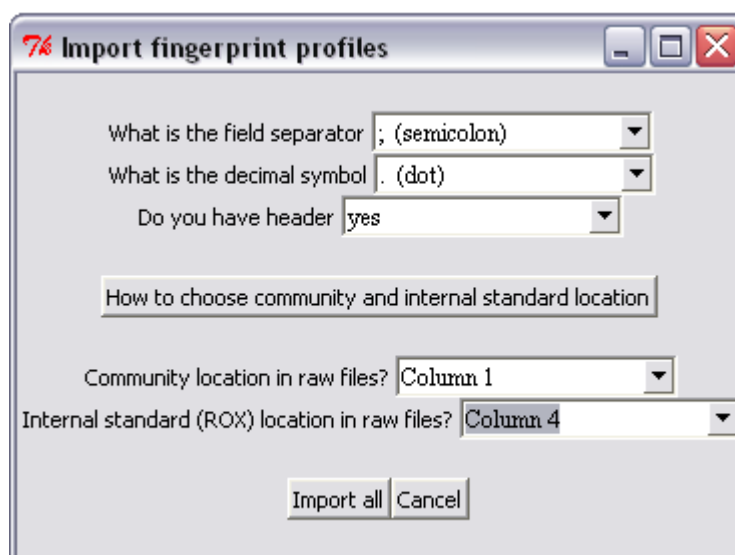 Import fingerprint profiles
What is the field separator ; (semicolon)
What is the decimal symbol . (dot)
Do you have header yes
How to choose community and internal standard location
Community location in raw files? Column 1
Internal standard (ROX) location in raw files? Column 4
Import all Cancel